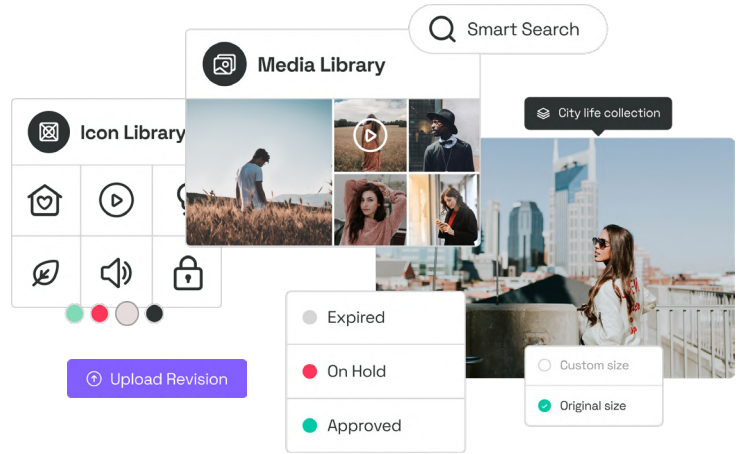 Smart Search
Media Library
Icon Library
City life collection
Expired
On Hold
Approved
Upload Revision
Custom size
Original size